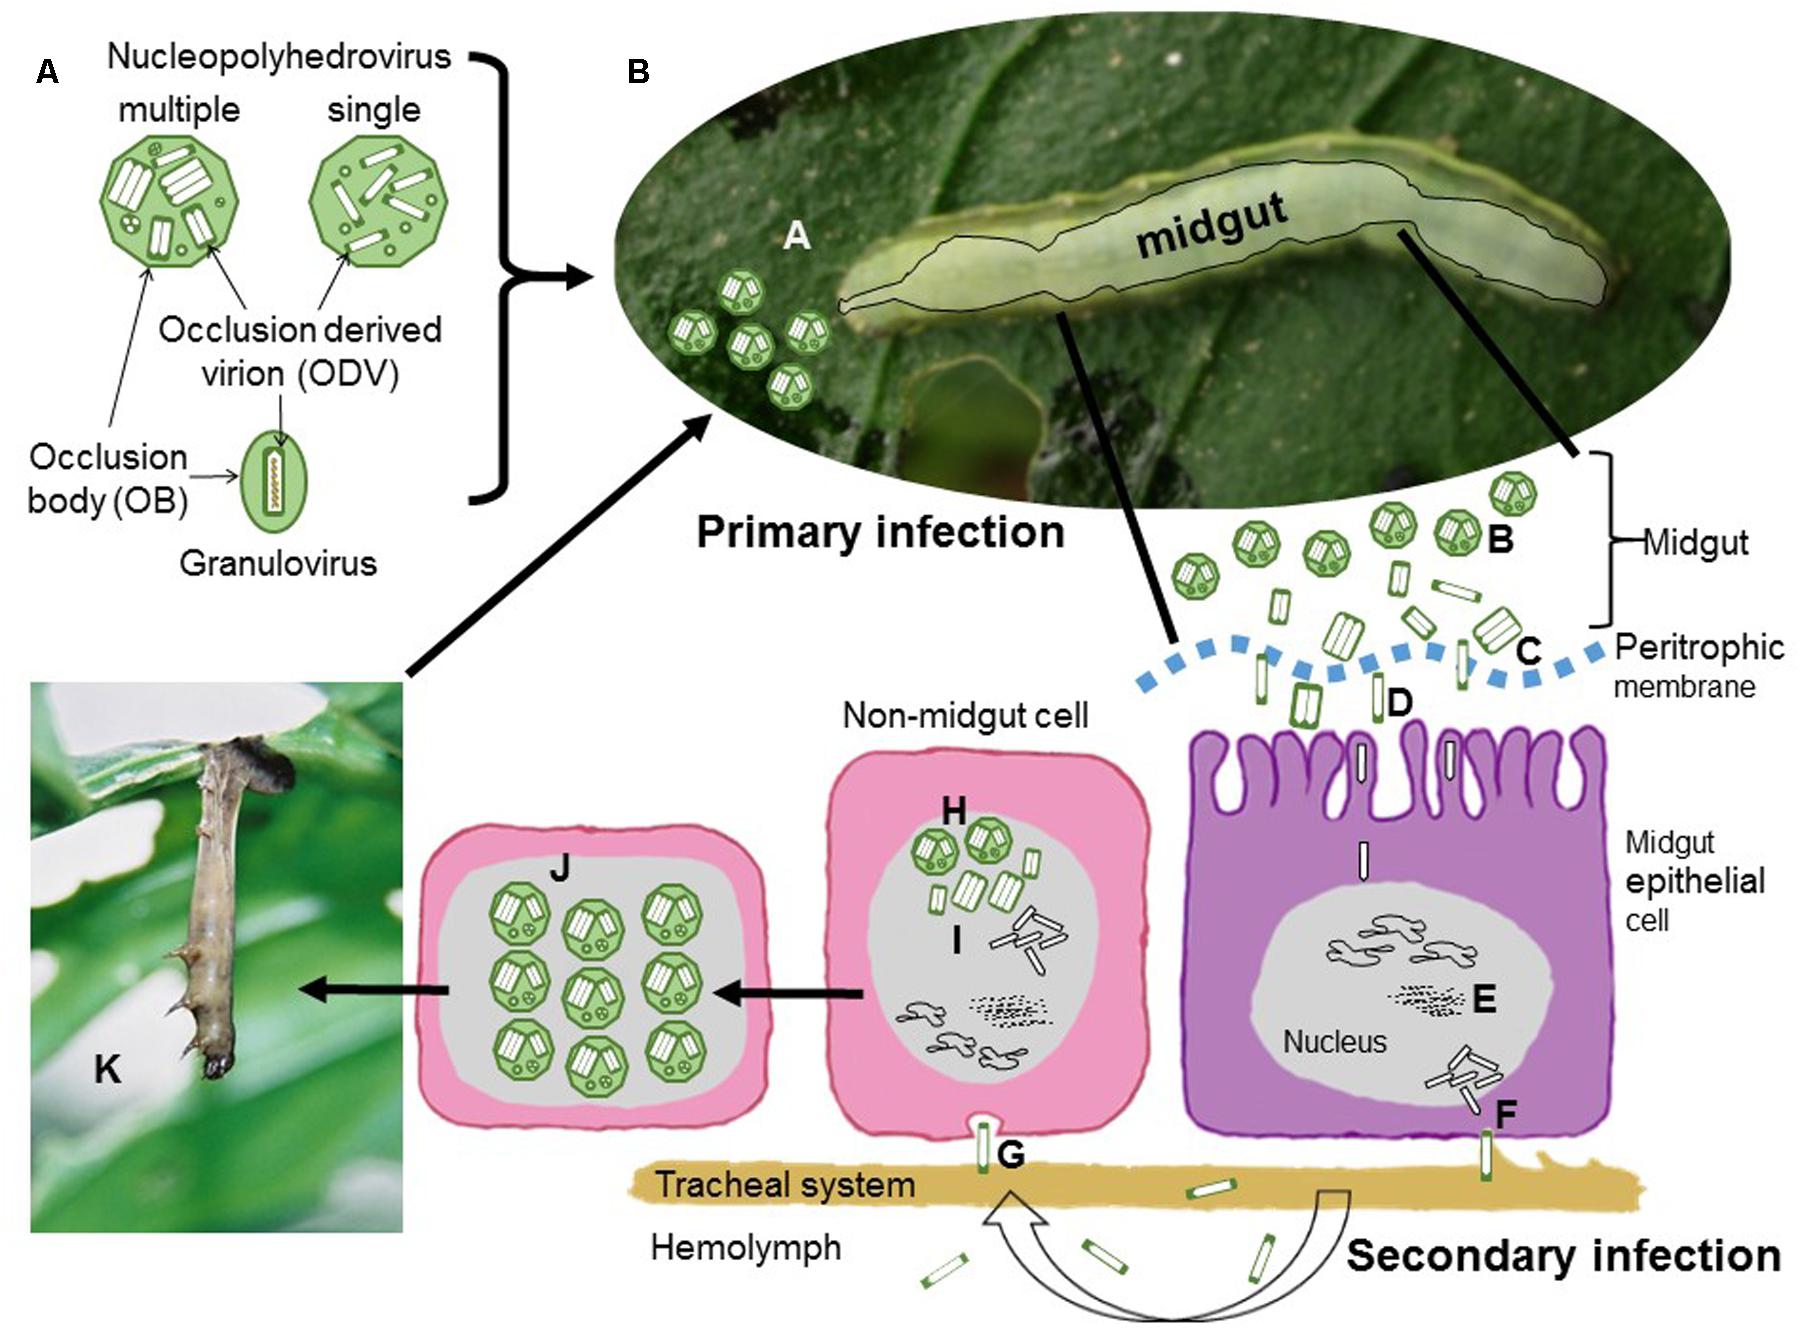 A
Nucleopolyhedrovirus
multiple
single
Occlusion derived
virion (ODV)
Occlusion
body (OB)
Granulovirus
B
A
midgut
Primary infection
B
Midgut
C
Peritrophic
membrane
D
Non-midgut cell
Midgut
epithelial
cell
H
I
J
E
Nucleus
K
F
G
Tracheal system
Hemolymph
Secondary infection